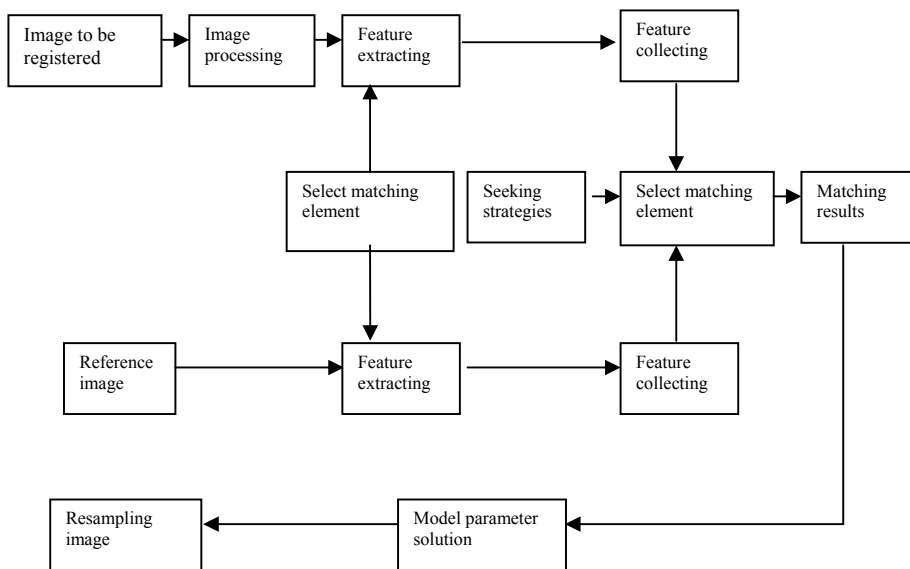 Image to be
registered
Image
processing
Feature
extracting
Feature
collecting
Select matching
element
Seeking
strategies
Select matching
element
Matching
results
Reference
image
Feature
extracting
Feature
collecting
Resampling
image
Model parameter
solution